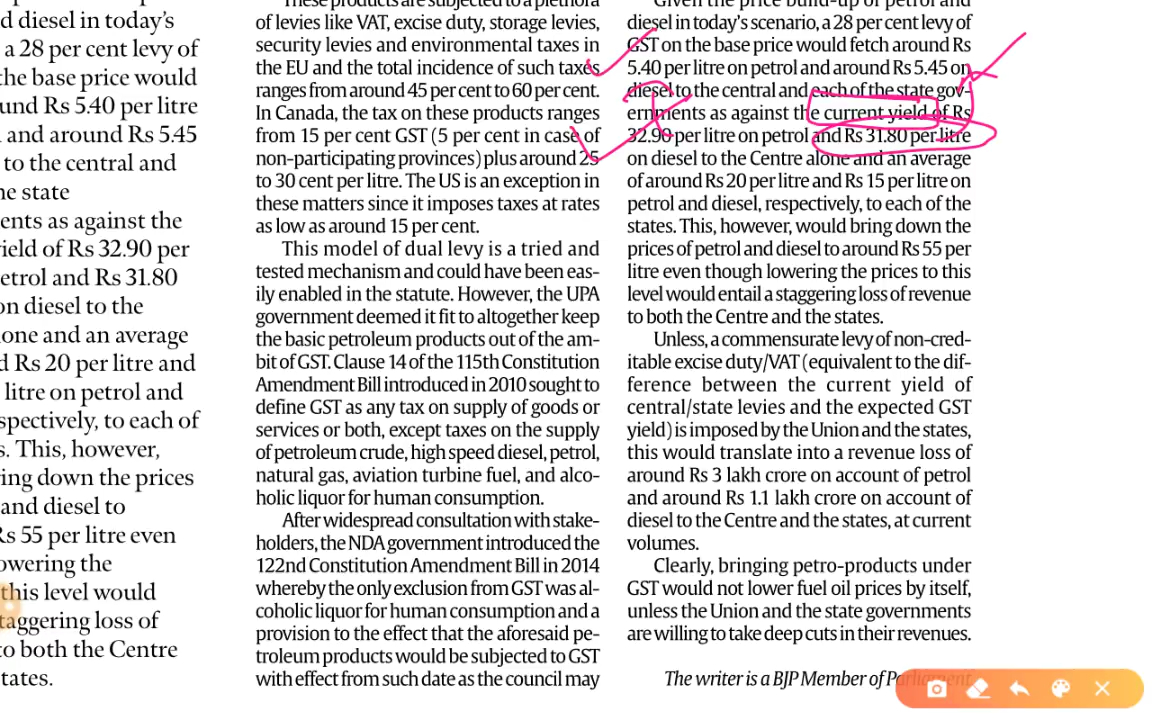 d diesel in today's
a 28 per cent levy of
the base price would
und Rs 5.40 per litre
and around Rs 5.45
to the central and
he state
ents as against the
ield of Rs 32.90 per
etrol and Rs 31.80
on diesel to the
one and an average
d Rs 20 per litre and
litre on petrol and
spectively, to each of
s. This, however,
ring down the prices
and diesel to
Rs 55 per litre even
owering the
this level would
taggering loss of
to both the Centre
tates.
These products are subjected to a plethora
of levies like VAT, excise duty, storage levies,
security levies and environmental taxes in
the EU and the total incidence of such taxes
ranges from around 45 per cent to 60 per cent.
In Canada, the tax on these products ranges
from 15 per cent GST (5 per cent in case of
non-participating provinces) plus around 25
to 30 cent per litre. The US is an exception in
these matters since it imposes taxes at rates
as low as around 15 per cent.
This model of dual levy is a tried and
tested mechanism and could have been eas-
ily enabled in the statute. However, the UPA
government deemed it fit to altogether keep
the basic petroleum products out of the am-
bit of GST. Clause 14 of the 115th Constitution
Amendment Bill introduced in 2010 sought to
define GST as any tax on supply of goods or
services or both, except taxes on the supply
of petroleum crude, high speed diesel, petrol,
natural gas, aviation turbine fuel, and alco-
holic liquor for human consumption.
After widespread consultation with stake-
holders, the NDA government introduced the
122nd Constitution Amendment Bill in 2014
whereby the only exclusion from GST was al-
coholic liquor for human consumption and a
provision to the effect that the aforesaid pe-
troleum products would be subjected to GST
with effect from such date as the council may
Given the price build-up of petrol and
diesel in today's scenario, a 28 per cent levy of
GST on the base price would fetch around Rs
5.40 per litre on petrol and around Rs 5.45 on
diesel to the central and each of the state gov-
ernments as against the current yield of Rs
32.90 per litre on petrol and Rs 31.80 per litre
on diesel to the Centre alone and an average
of around Rs 20 per litre and Rs 15 per litre on
petrol and diesel, respectively, to each of the
states. This, however, would bring down the
prices of petrol and diesel to around Rs 55 per
litre even though lowering the prices to this
level would entail a staggering loss of revenue
to both the Centre and the states.
Unless, a commensurate levy of non-cred-
itable excise duty/VAT (equivalent to the dif-
ference between the current yield of
central/state levies and the expected GST
yield) is imposed by the Union and the states,
this would translate into a revenue loss of
around Rs 3 lakh crore on account of petrol
and around Rs 1.1 lakh crore on account of
diesel to the Centre and the states, at current
volumes.
Clearly, bringing petro-products under
GST would not lower fuel oil prices by itself,
unless the Union and the state governments
are willing to take deep cuts in their revenues.
The writer is a BJP Member of Parliament